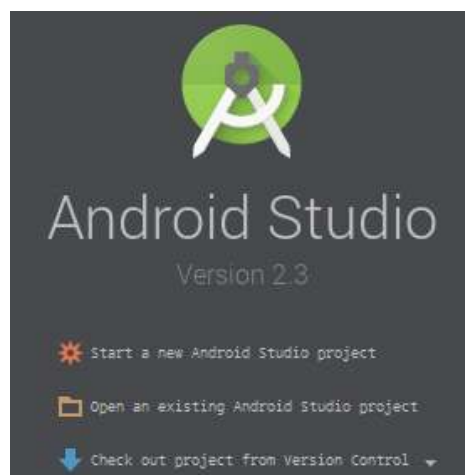 Android Studio
Version 2.3
Start a new Android Studio project
Open an existing Android Studio project
Check out project from Version Control